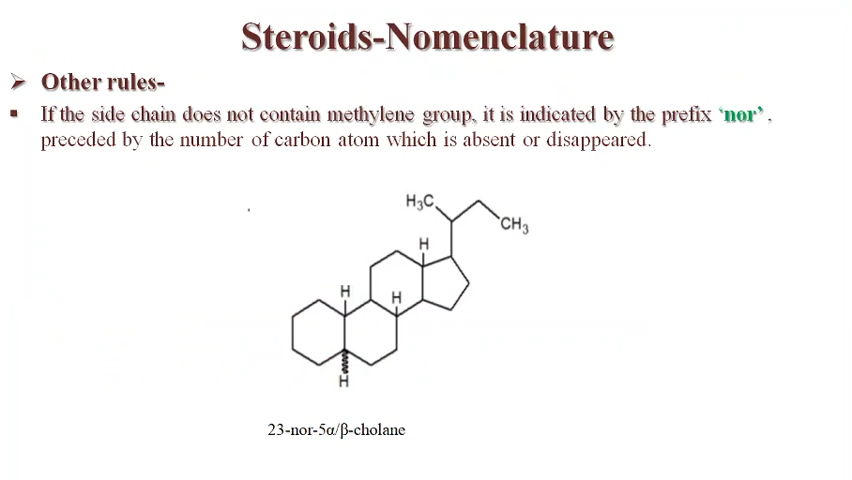 Steroids-Nomenclature
➢ Other rules-
▪ If the side chain does not contain methylene group, it is indicated by the prefix ‘nor’ ,
preceded by the number of carbon atom which is absent or disappeared.
H3C
CH3
H
H
H
H
23-nor-5α/β-cholane